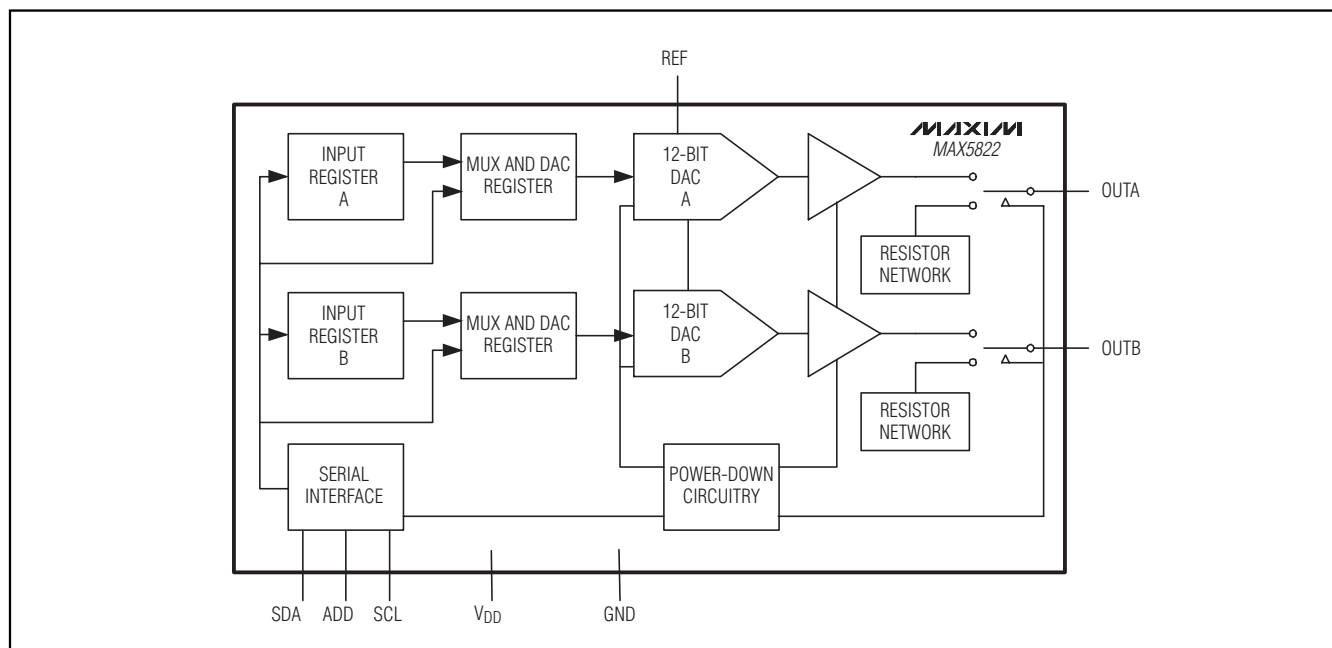 REF
MAXIM
MAX5822
INPUT
REGISTER
A
MUX AND DAC
REGISTER
12-BIT
DAC
A
OUTA
RESISTOR
NETWORK
INPUT
REGISTER
B
MUX AND DAC
REGISTER
12-BIT
DAC
B
OUTB
RESISTOR
NETWORK
SERIAL
INTERFACE
POWER-DOWN
CIRCUITRY
SDA ADD SCL VDD GND